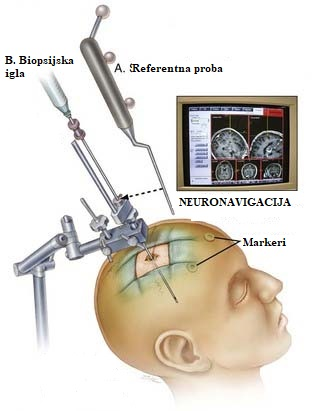 B. Biopsijska
igla
A. Referentna proba
NEURONAVIGACIJA
Markeri